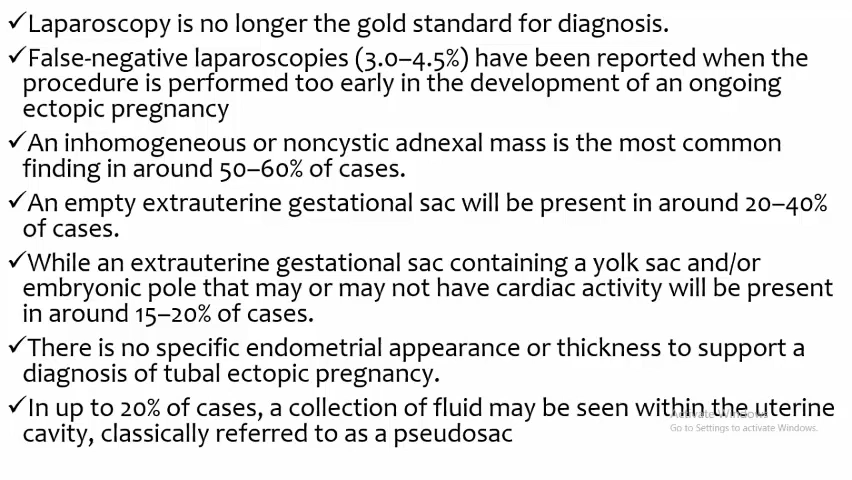 ✓Laparoscopy is no longer the gold standard for diagnosis.
✓False-negative laparoscopies (3.0–4.5%) have been reported when the
procedure is performed too early in the development of an ongoing
ectopic pregnancy
✓An inhomogeneous or noncystic adnexal mass is the most common
finding in around 50–60% of cases.
✓An empty extrauterine gestational sac will be present in around 20–40%
of cases.
✓While an extrauterine gestational sac containing a yolk sac and/or
embryonic pole that may or may not have cardiac activity will be present
in around 15–20% of cases.
✓There is no specific endometrial appearance or thickness to support a
diagnosis of tubal ectopic pregnancy.
✓In up to 20% of cases, a collection of fluid may be seen within the uterine
cavity, classically referred to as a pseudosac
Activate Windows
Go to Settings to activate Windows.